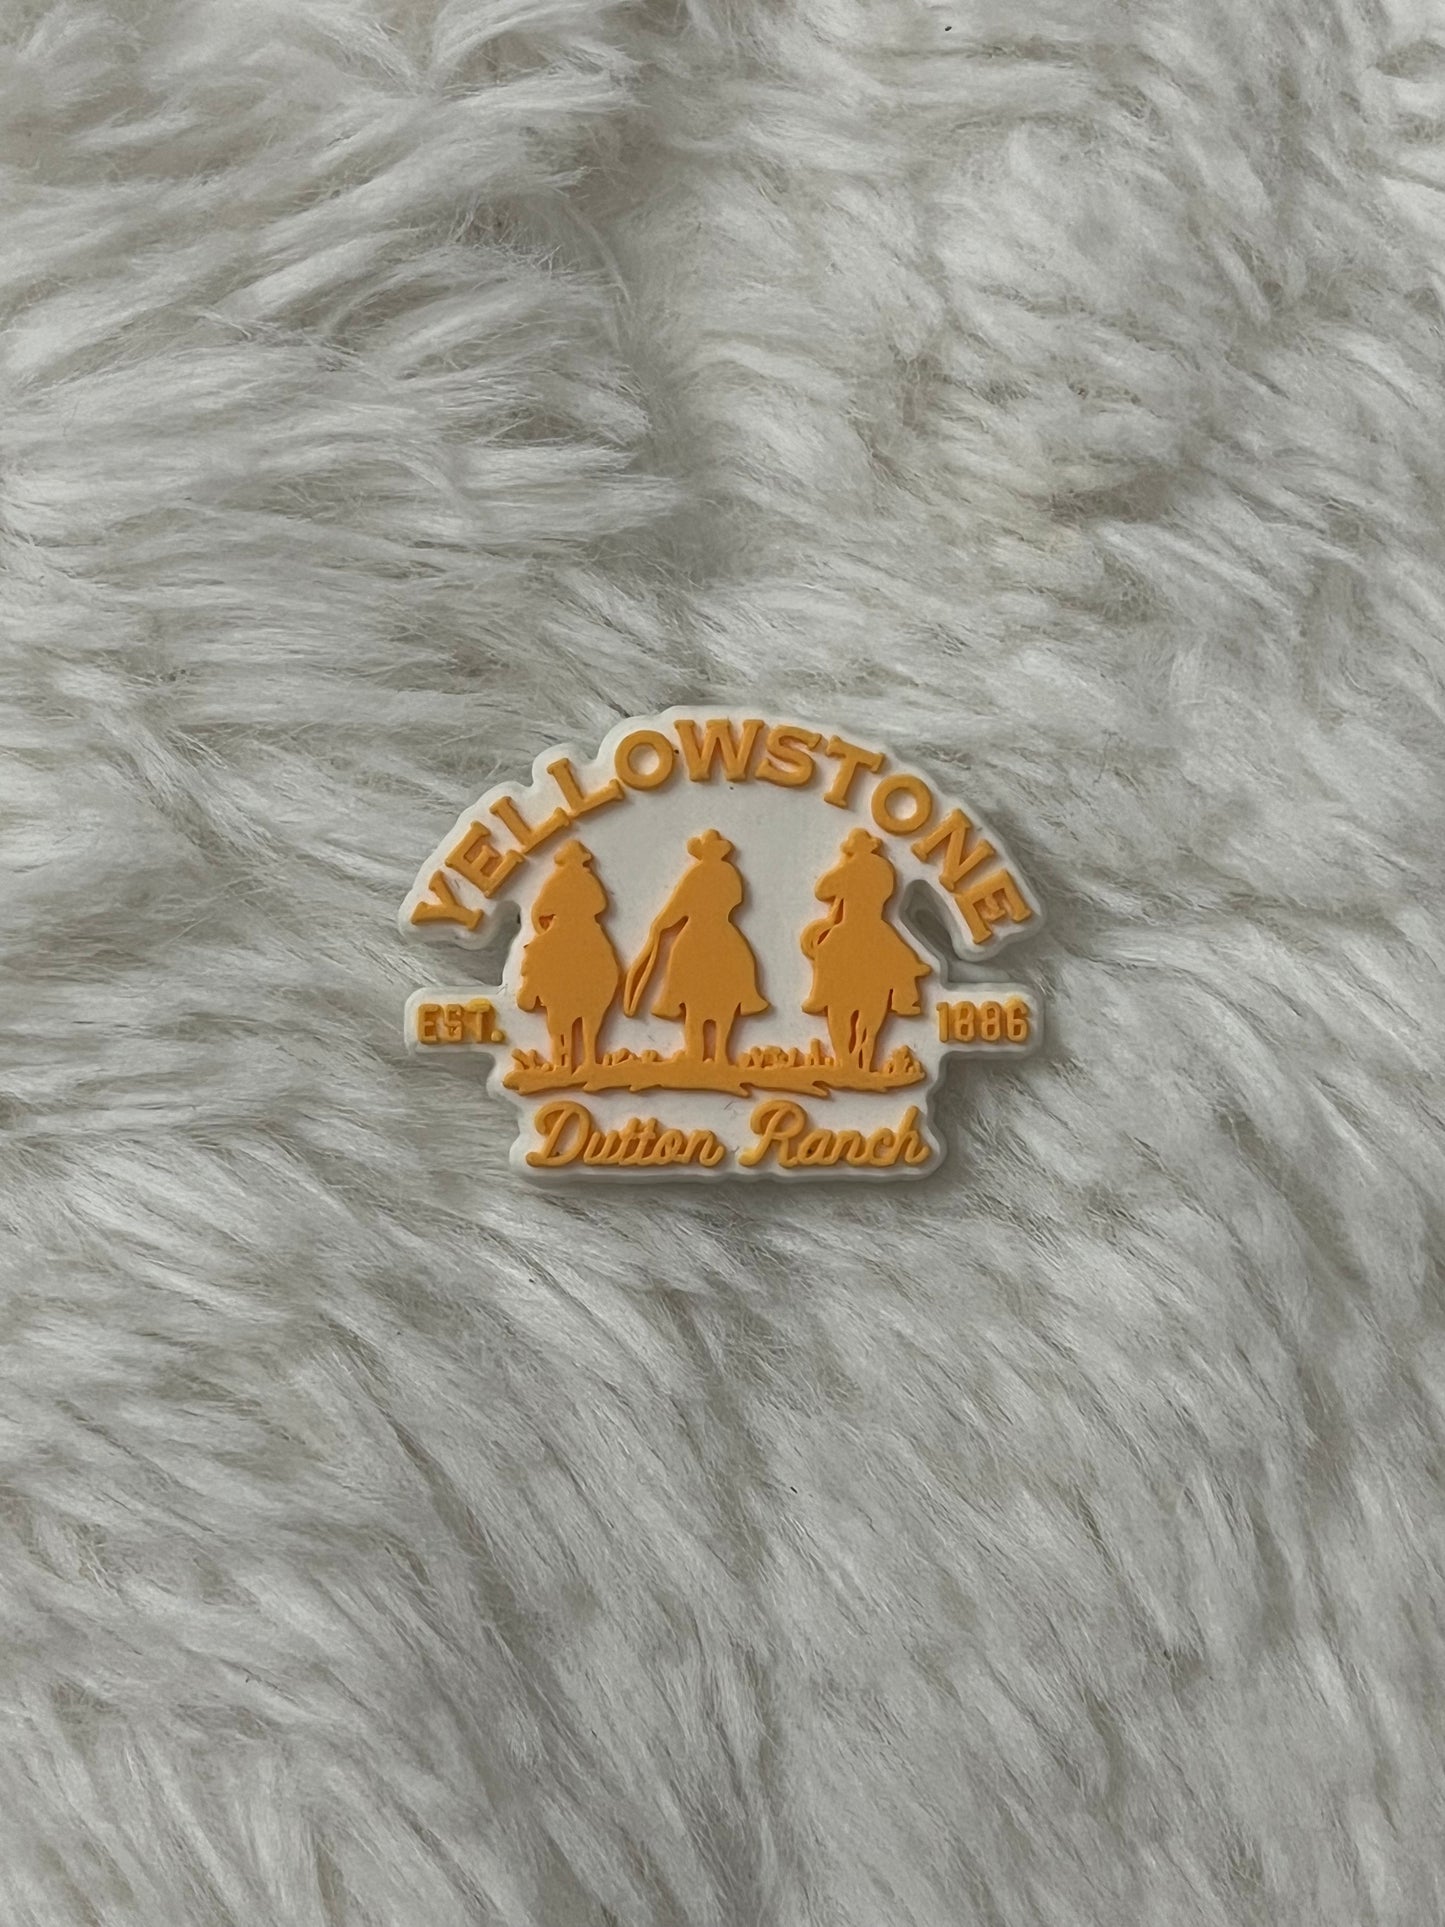 YELLOWSTONE
EST. 1886
Dutton Ranch